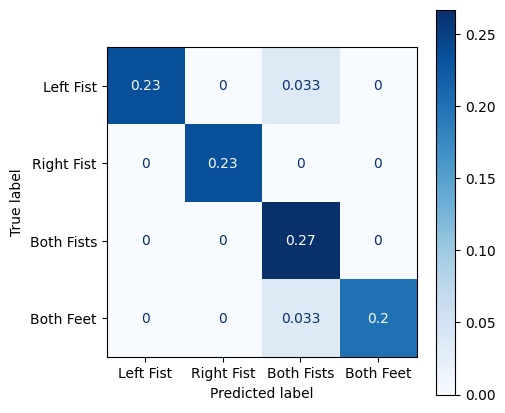 True label
Left Fist 0.23 0 0.033 0
Right Fist 0 0.23 0 0
Both Fists 0 0 0.27 0
Both Feet 0 0 0.033 0.2
Left Fist Right Fist Both Fists Both Feet
Predicted label
0.25
0.20
0.15
0.10
0.05
0.00